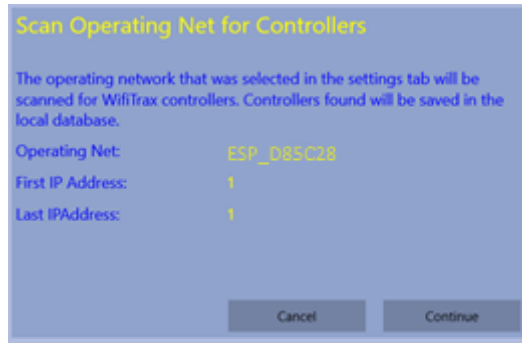 Scan Operating Net for Controllers
The operating network that was selected in the settings tab will be
scanned for WifiTrax controllers. Controllers found will be saved in the
local database.
Operating Net: ESP_D85C28
First IP Address: 1
Last IPAddress: 1
Cancel Continue